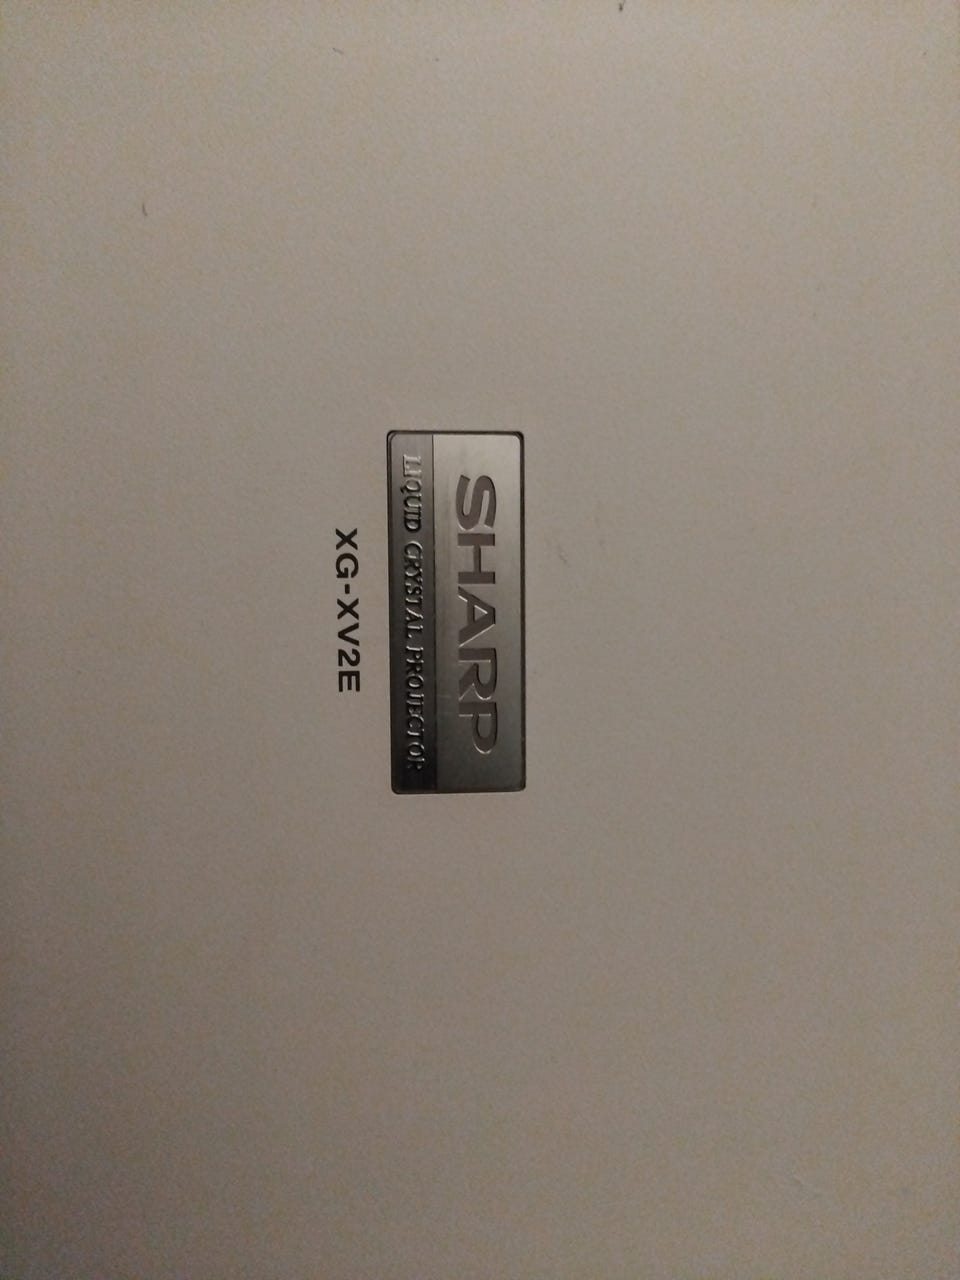 SHARP
LIQUID CRYSTAL PROJECTOR
XG-XV2E